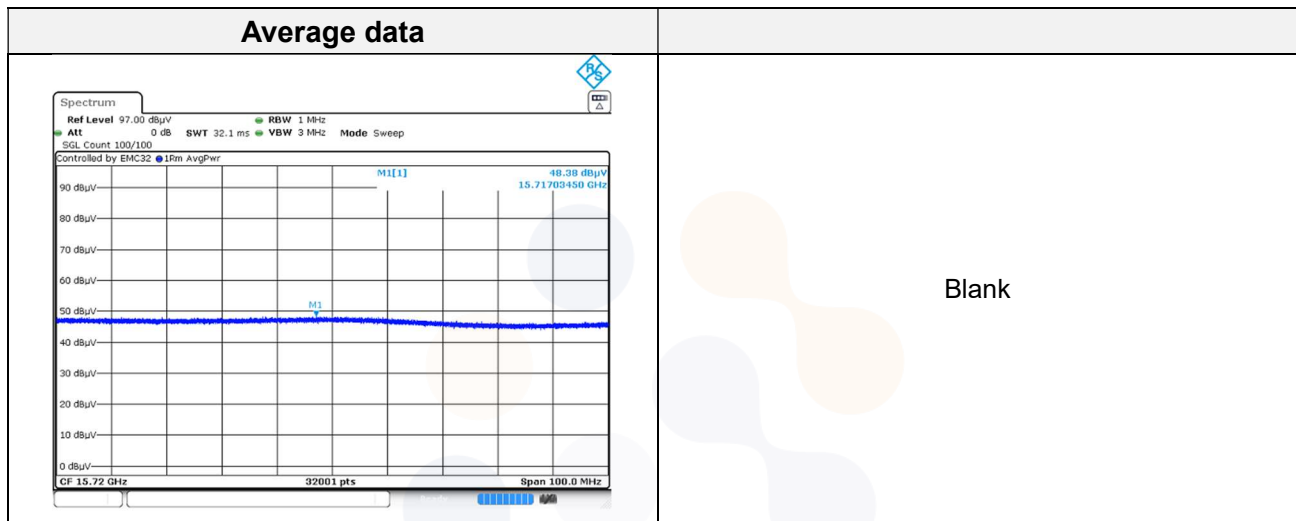 Average data
R&S
Spectrum
Ref Level 97.00 dBµV RBW 1 MHz
Att 0 dB SWT 32.1 ms VBW 3 MHz Mode Sweep
SGL Count 100/100
Controlled by EMC32 1Rm AvgPwr
M1[1] 48.38 dBµV
15.71703450 GHz
90 dBµV
80 dBµV
70 dBµV
60 dBµV
M1
50 dBµV
40 dBµV
30 dBµV
20 dBµV
10 dBµV
0 dBµV
CF 15.72 GHz 32001 pts Span 100.0 MHz
Blank